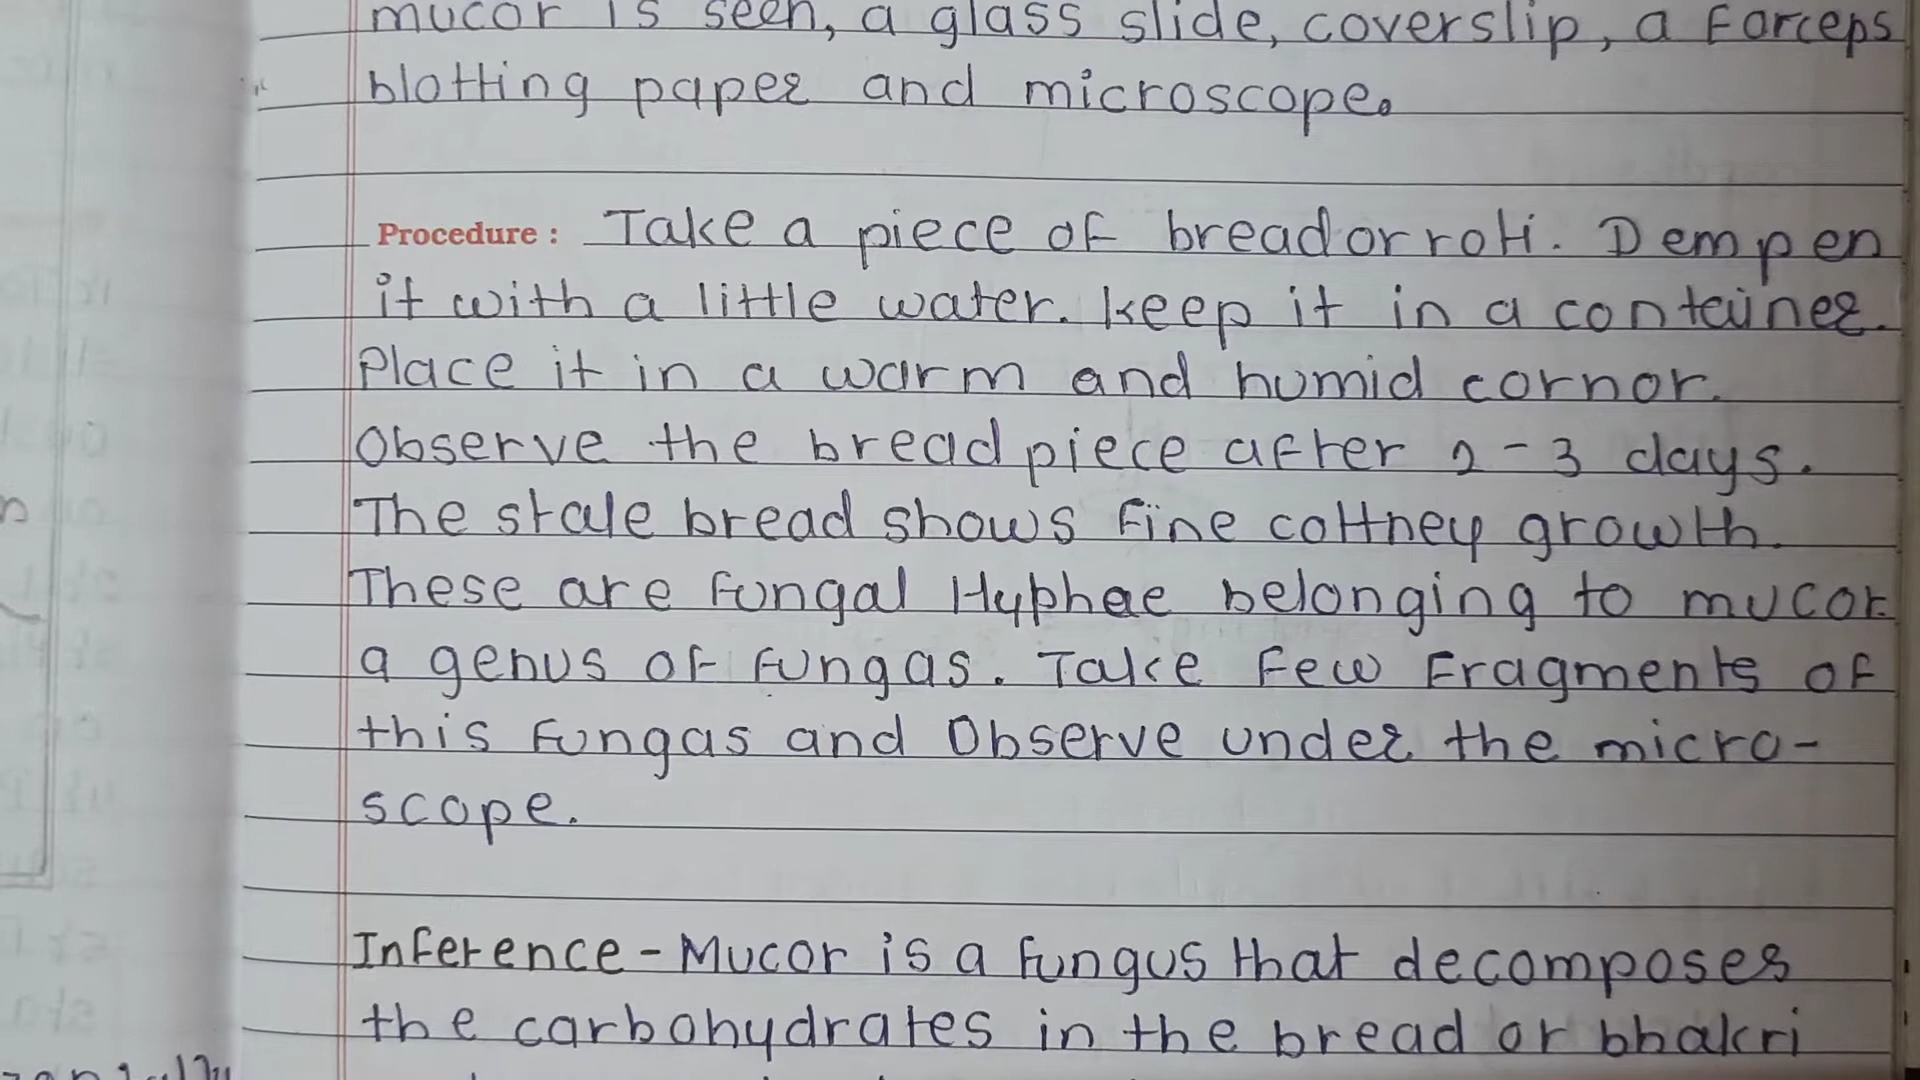 mucor is seen, a glass slide, coverslip, a forceps
blotting paper and microscope.
Procedure : Take a piece of bread or roti. Dempen
it with a little water. keep it in a container.
Place it in a warm and humid cornor.
Observe the bread piece after 2-3 days.
The stale bread shows fine cottney growth.
These are fungal Hyphae belonging to mucor
a genus of fungas. Take few fragments of
this fungas and Observe under the micro-
scope.
Inference - Mucor is a fungus that decomposes
the carbohydrates in the bread or bhakri